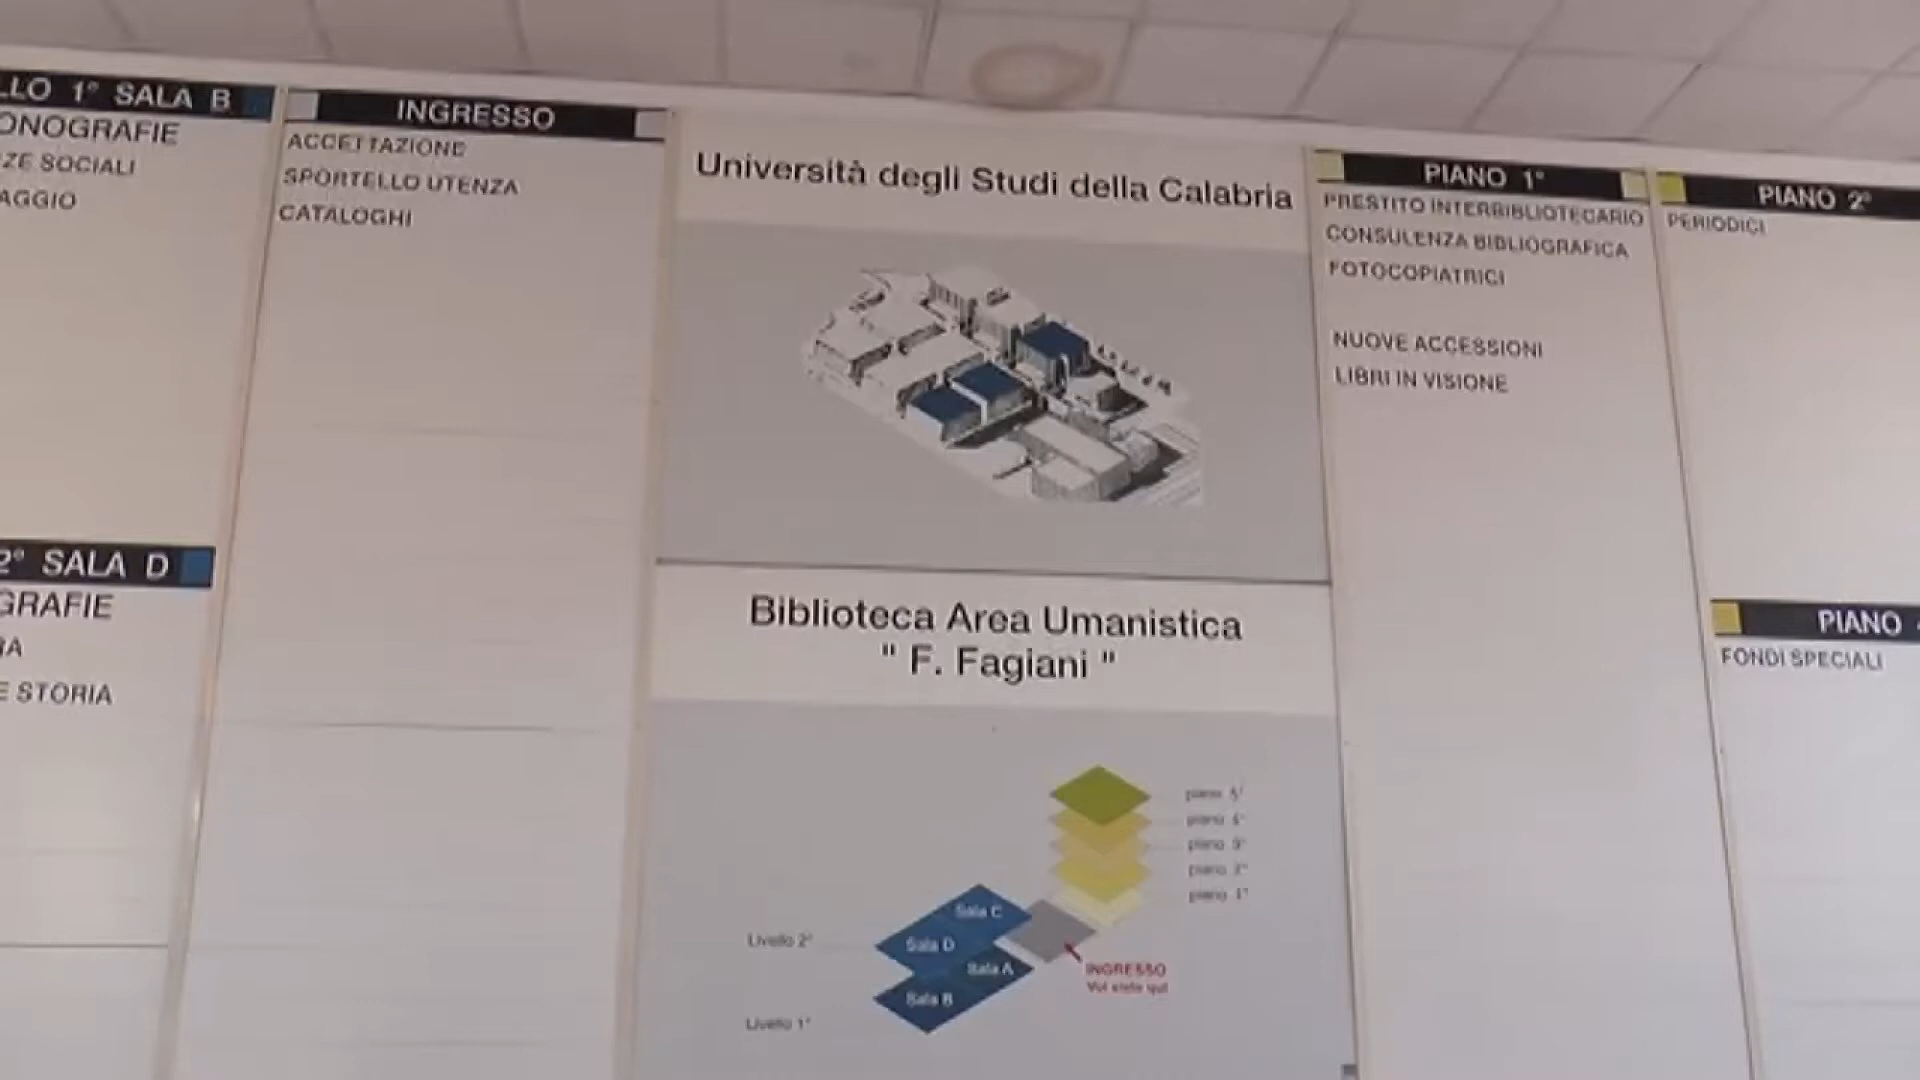 LLO 1° SALA B
ONOGRAFIE
ZE SOCIALI
AGGIO
2° SALA D
GRAFIE
RA
E STORIA
INGRESSO
ACCETTAZIONE
SPORTELLO UTENZA
CATALOGHI
Università degli Studi della Calabria
Biblioteca Area Umanistica
" F. Fagiani "
piano 5°
piano 4°
piano 3°
piano 2°
piano 1°
Sala C
Livello 2°
Sala D
Sala A
INGRESSO
Voi siete qui
Sala B
Livello 1°
PIANO 1°
PRESTITO INTERBIBLIOTECARIO
CONSULENZA BIBLIOGRAFICA
FOTOCOPIATRICI
NUOVE ACCESSIONI
LIBRI IN VISIONE
PIANO 2°
PERIODICI
PIANO
FONDI SPECIALI